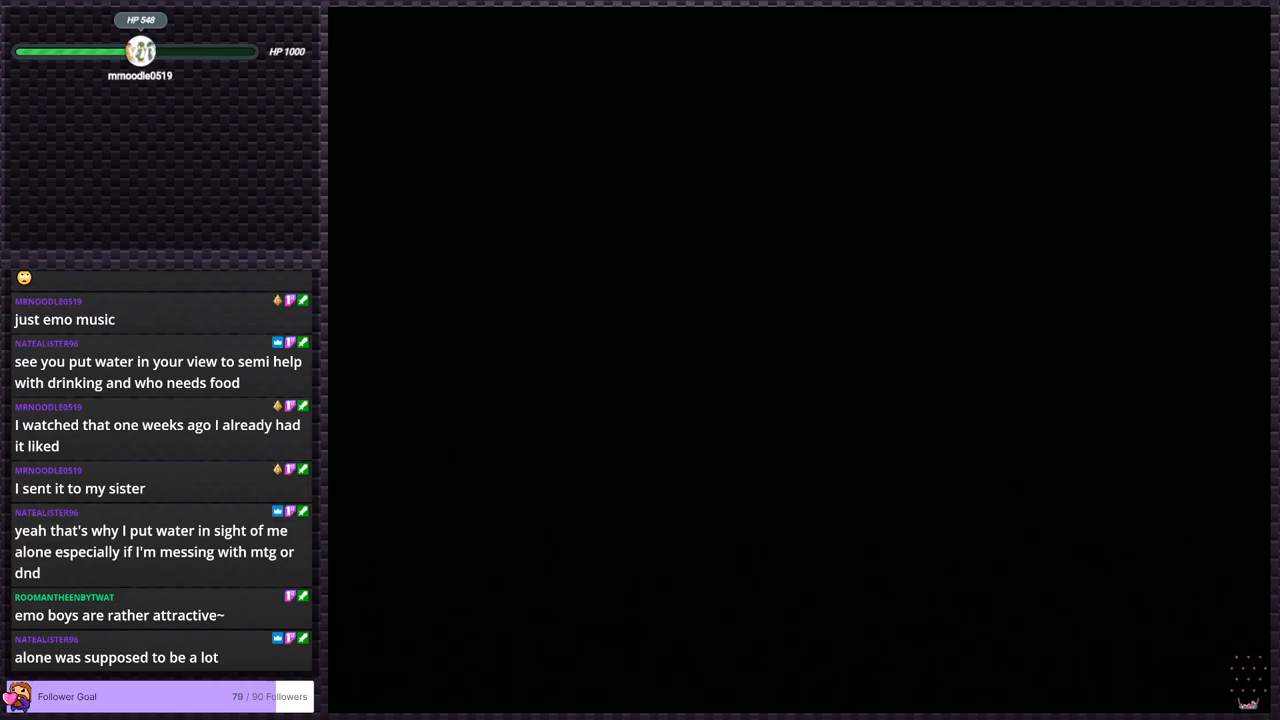 HP 548
HP 1000
mrnoodle0519
MRNOODLE0519
just emo music
NATEALISTER96
see you put water in your view to semi help
with drinking and who needs food
MRNOODLE0519
I watched that one weeks ago I already had
it liked
MRNOODLE0519
I sent it to my sister
NATEALISTER96
yeah that's why I put water in sight of me
alone especially if I'm messing with mtg or
dnd
ROOMANTHEENBYTWAT
emo boys are rather attractive~
NATEALISTER96
alone was supposed to be a lot
Follower Goal 79 / 90 Followers